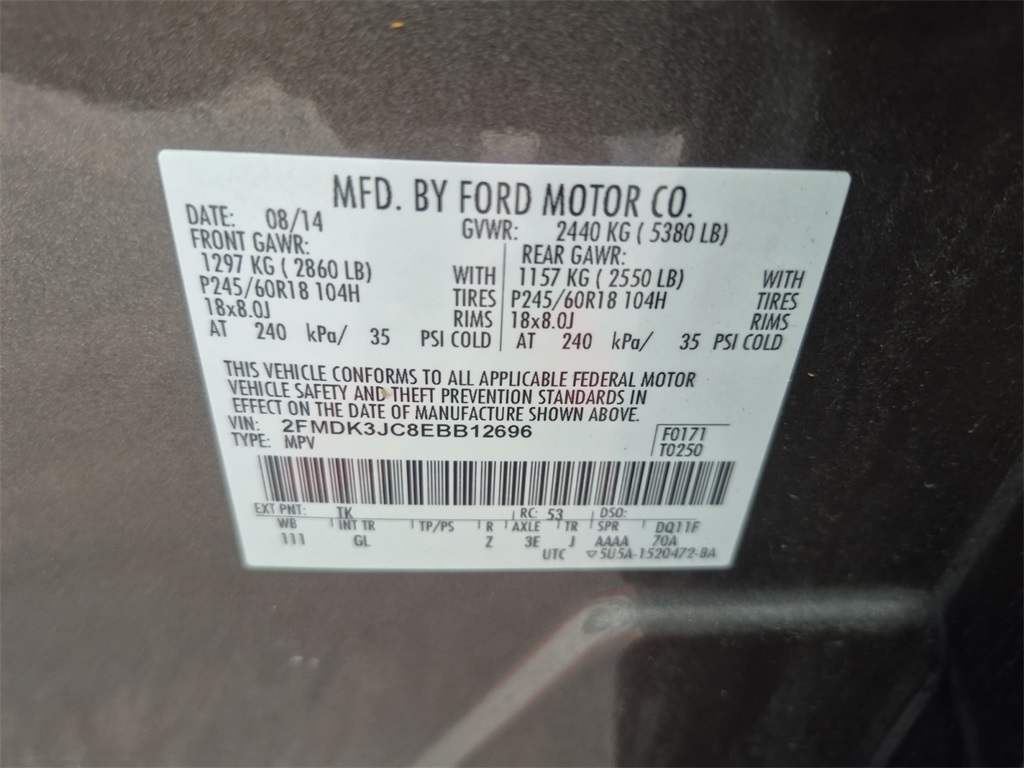 MFD. BY FORD MOTOR CO.
DATE: 08/14 GVWR: 2440 KG ( 5380 LB)
FRONT GAWR: REAR GAWR:
1297 KG ( 2860 LB) WITH 1157 KG ( 2550 LB) WITH
P245/60R18 104H TIRES P245/60R18 104H TIRES
18x8.0J RIMS 18x8.0J RIMS
AT 240 kPa/ 35 PSI COLD AT 240 kPa/ 35 PSI COLD
THIS VEHICLE CONFORMS TO ALL APPLICABLE FEDERAL MOTOR
VEHICLE SAFETY AND THEFT PREVENTION STANDARDS IN
EFFECT ON THE DATE OF MANUFACTURE SHOWN ABOVE.
VIN: 2FMDK3JC8EBB12696 F0171
TYPE: MPV T0250
EXT PNT: TK RC: 53 DSO:
WB INT TR TP/PS R AXLE TR SPR DQ11F
111 GL Z 3E J AAAA 70A
UTC ▽5U5A-1520472-BA